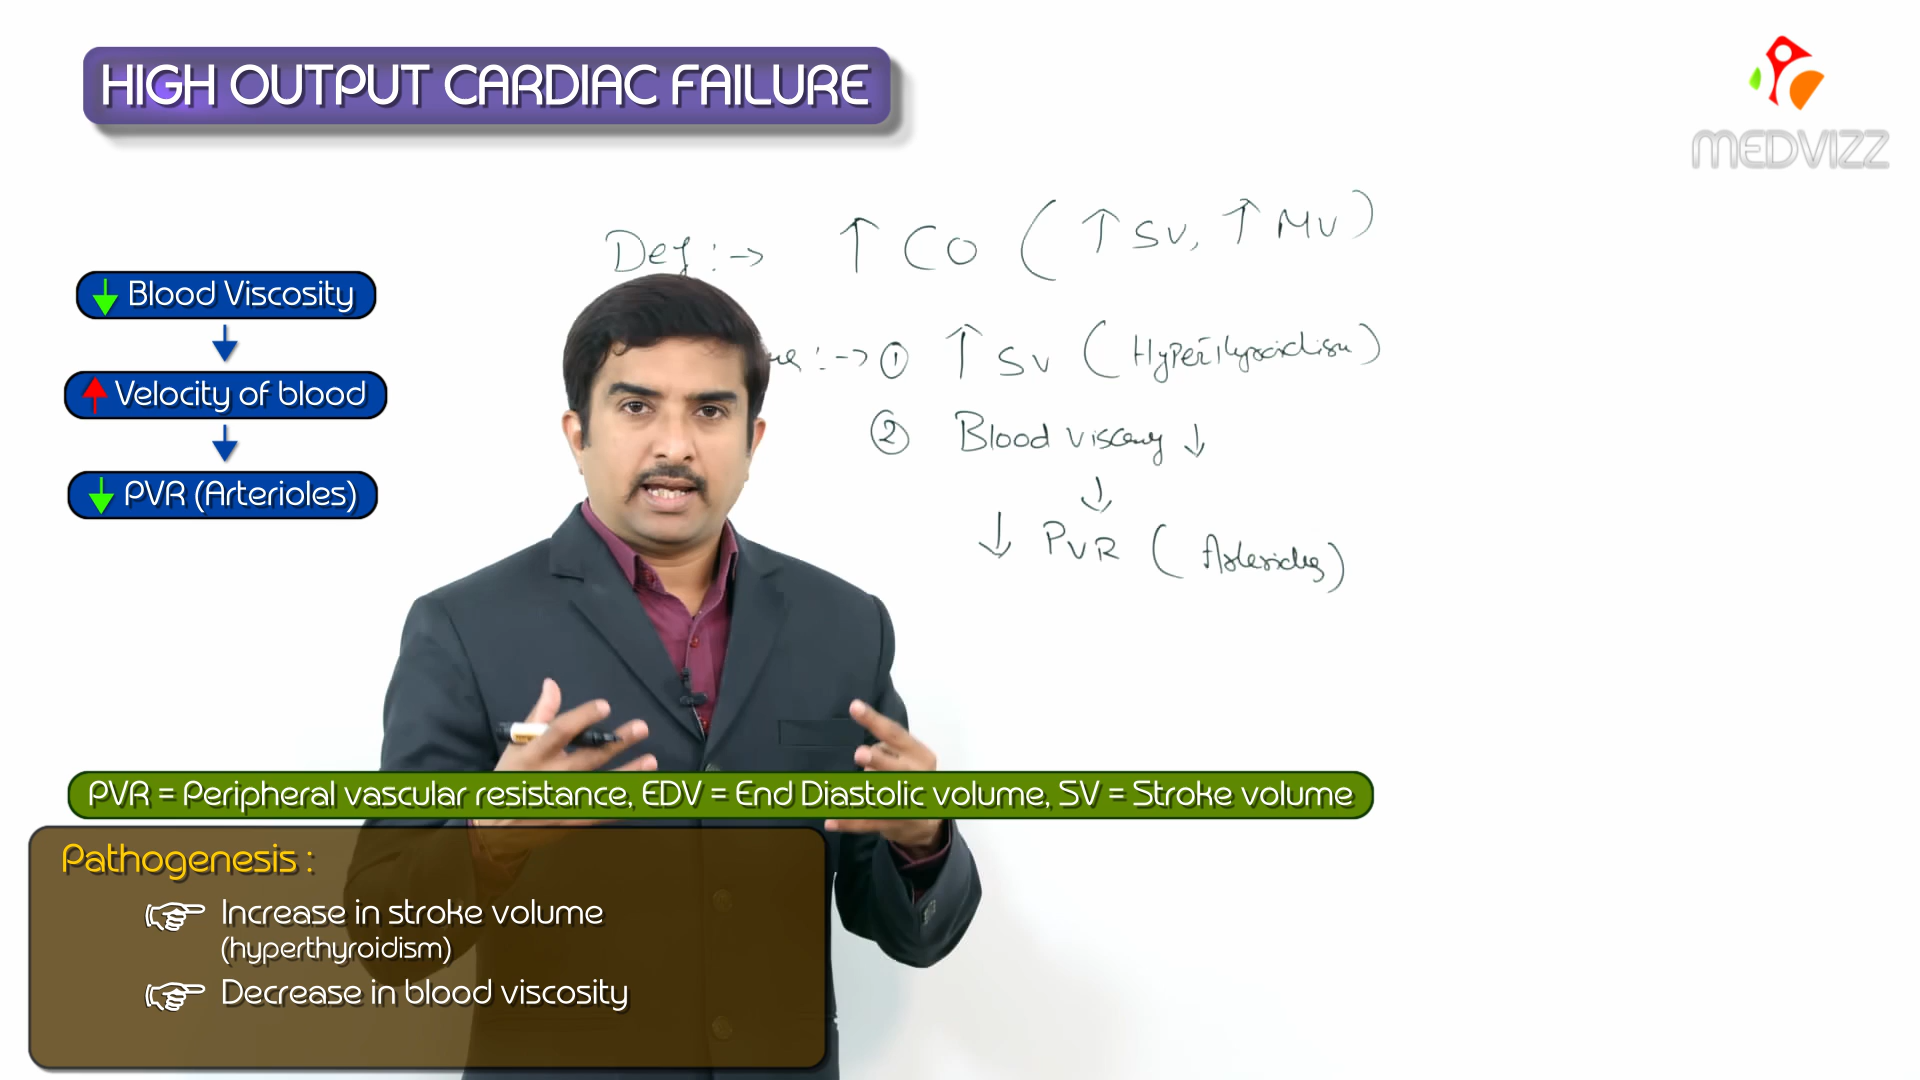 HIGH OUTPUT CARDIAC FAILURE
MEDVIZZ
Def :-> ↑ CO ( ↑ SV, ↑ MV )
:-> ① ↑ SV ( Hyperthyroidism )
② Blood viscosity ↓
↓
↓ PVR ( Arterioles )
↓ Blood Viscosity
↓
↑ Velocity of blood
↓
↓ PVR (Arterioles)
PVR = Peripheral vascular resistance, EDV = End Diastolic volume, SV = Stroke volume
Pathogenesis :
Increase in stroke volume
(hyperthyroidism)
Decrease in blood viscosity